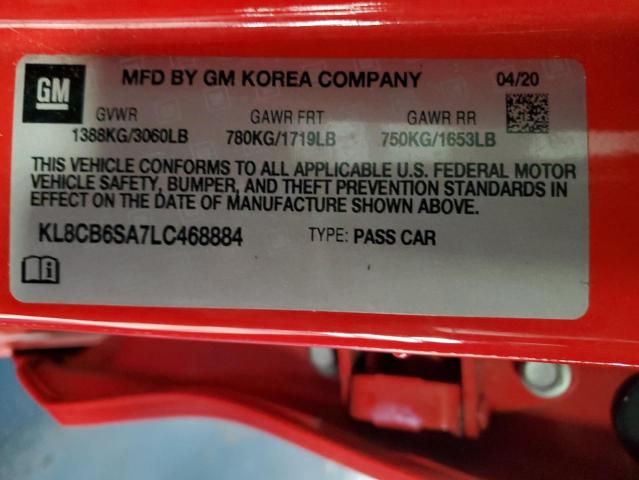 GM MFD BY GM KOREA COMPANY 04/20
GVWR GAWR FRT GAWR RR
1388KG/3060LB 780KG/1719LB 750KG/1653LB
THIS VEHICLE CONFORMS TO ALL APPLICABLE U.S. FEDERAL MOTOR
VEHICLE SAFETY, BUMPER, AND THEFT PREVENTION STANDARDS IN
EFFECT ON THE DATE OF MANUFACTURE SHOWN ABOVE.
KL8CB6SA7LC468884 TYPE: PASS CAR